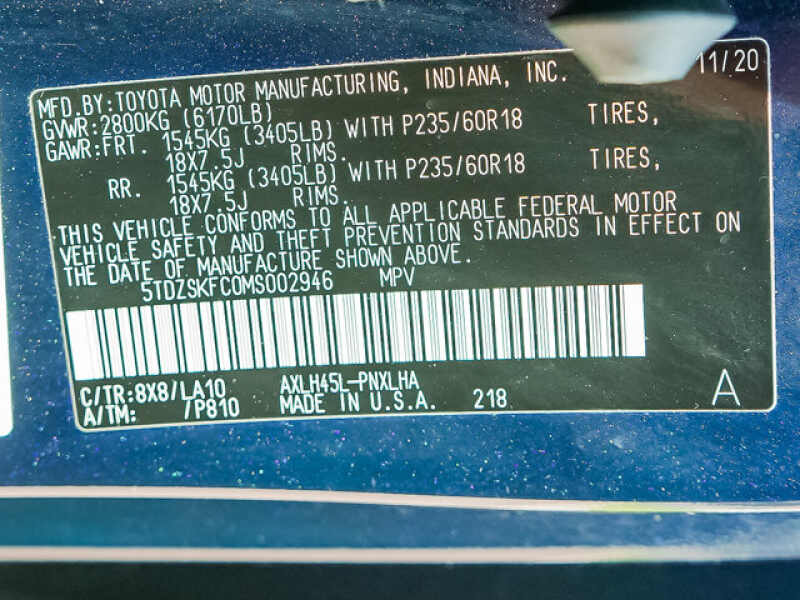 11/20
MFD.BY:TOYOTA MOTOR MANUFACTURING, INDIANA, INC.
GVWR:2800KG (6170LB)
GAWR:FRT. 1545KG (3405LB) WITH P235/60R18 TIRES,
18X7.5J RIMS.
RR. 1545KG (3405LB) WITH P235/60R18 TIRES,
18X7.5J RIMS.
THIS VEHICLE CONFORMS TO ALL APPLICABLE FEDERAL MOTOR
VEHICLE SAFETY AND THEFT PREVENTION STANDARDS IN EFFECT ON
THE DATE OF MANUFACTURE SHOWN ABOVE.
5TDZSKFC0MS002946 MPV
C/TR:8X8/LA10 AXLH45L-PNXLHA
A/TM: /P810 MADE IN U.S.A. 218 A